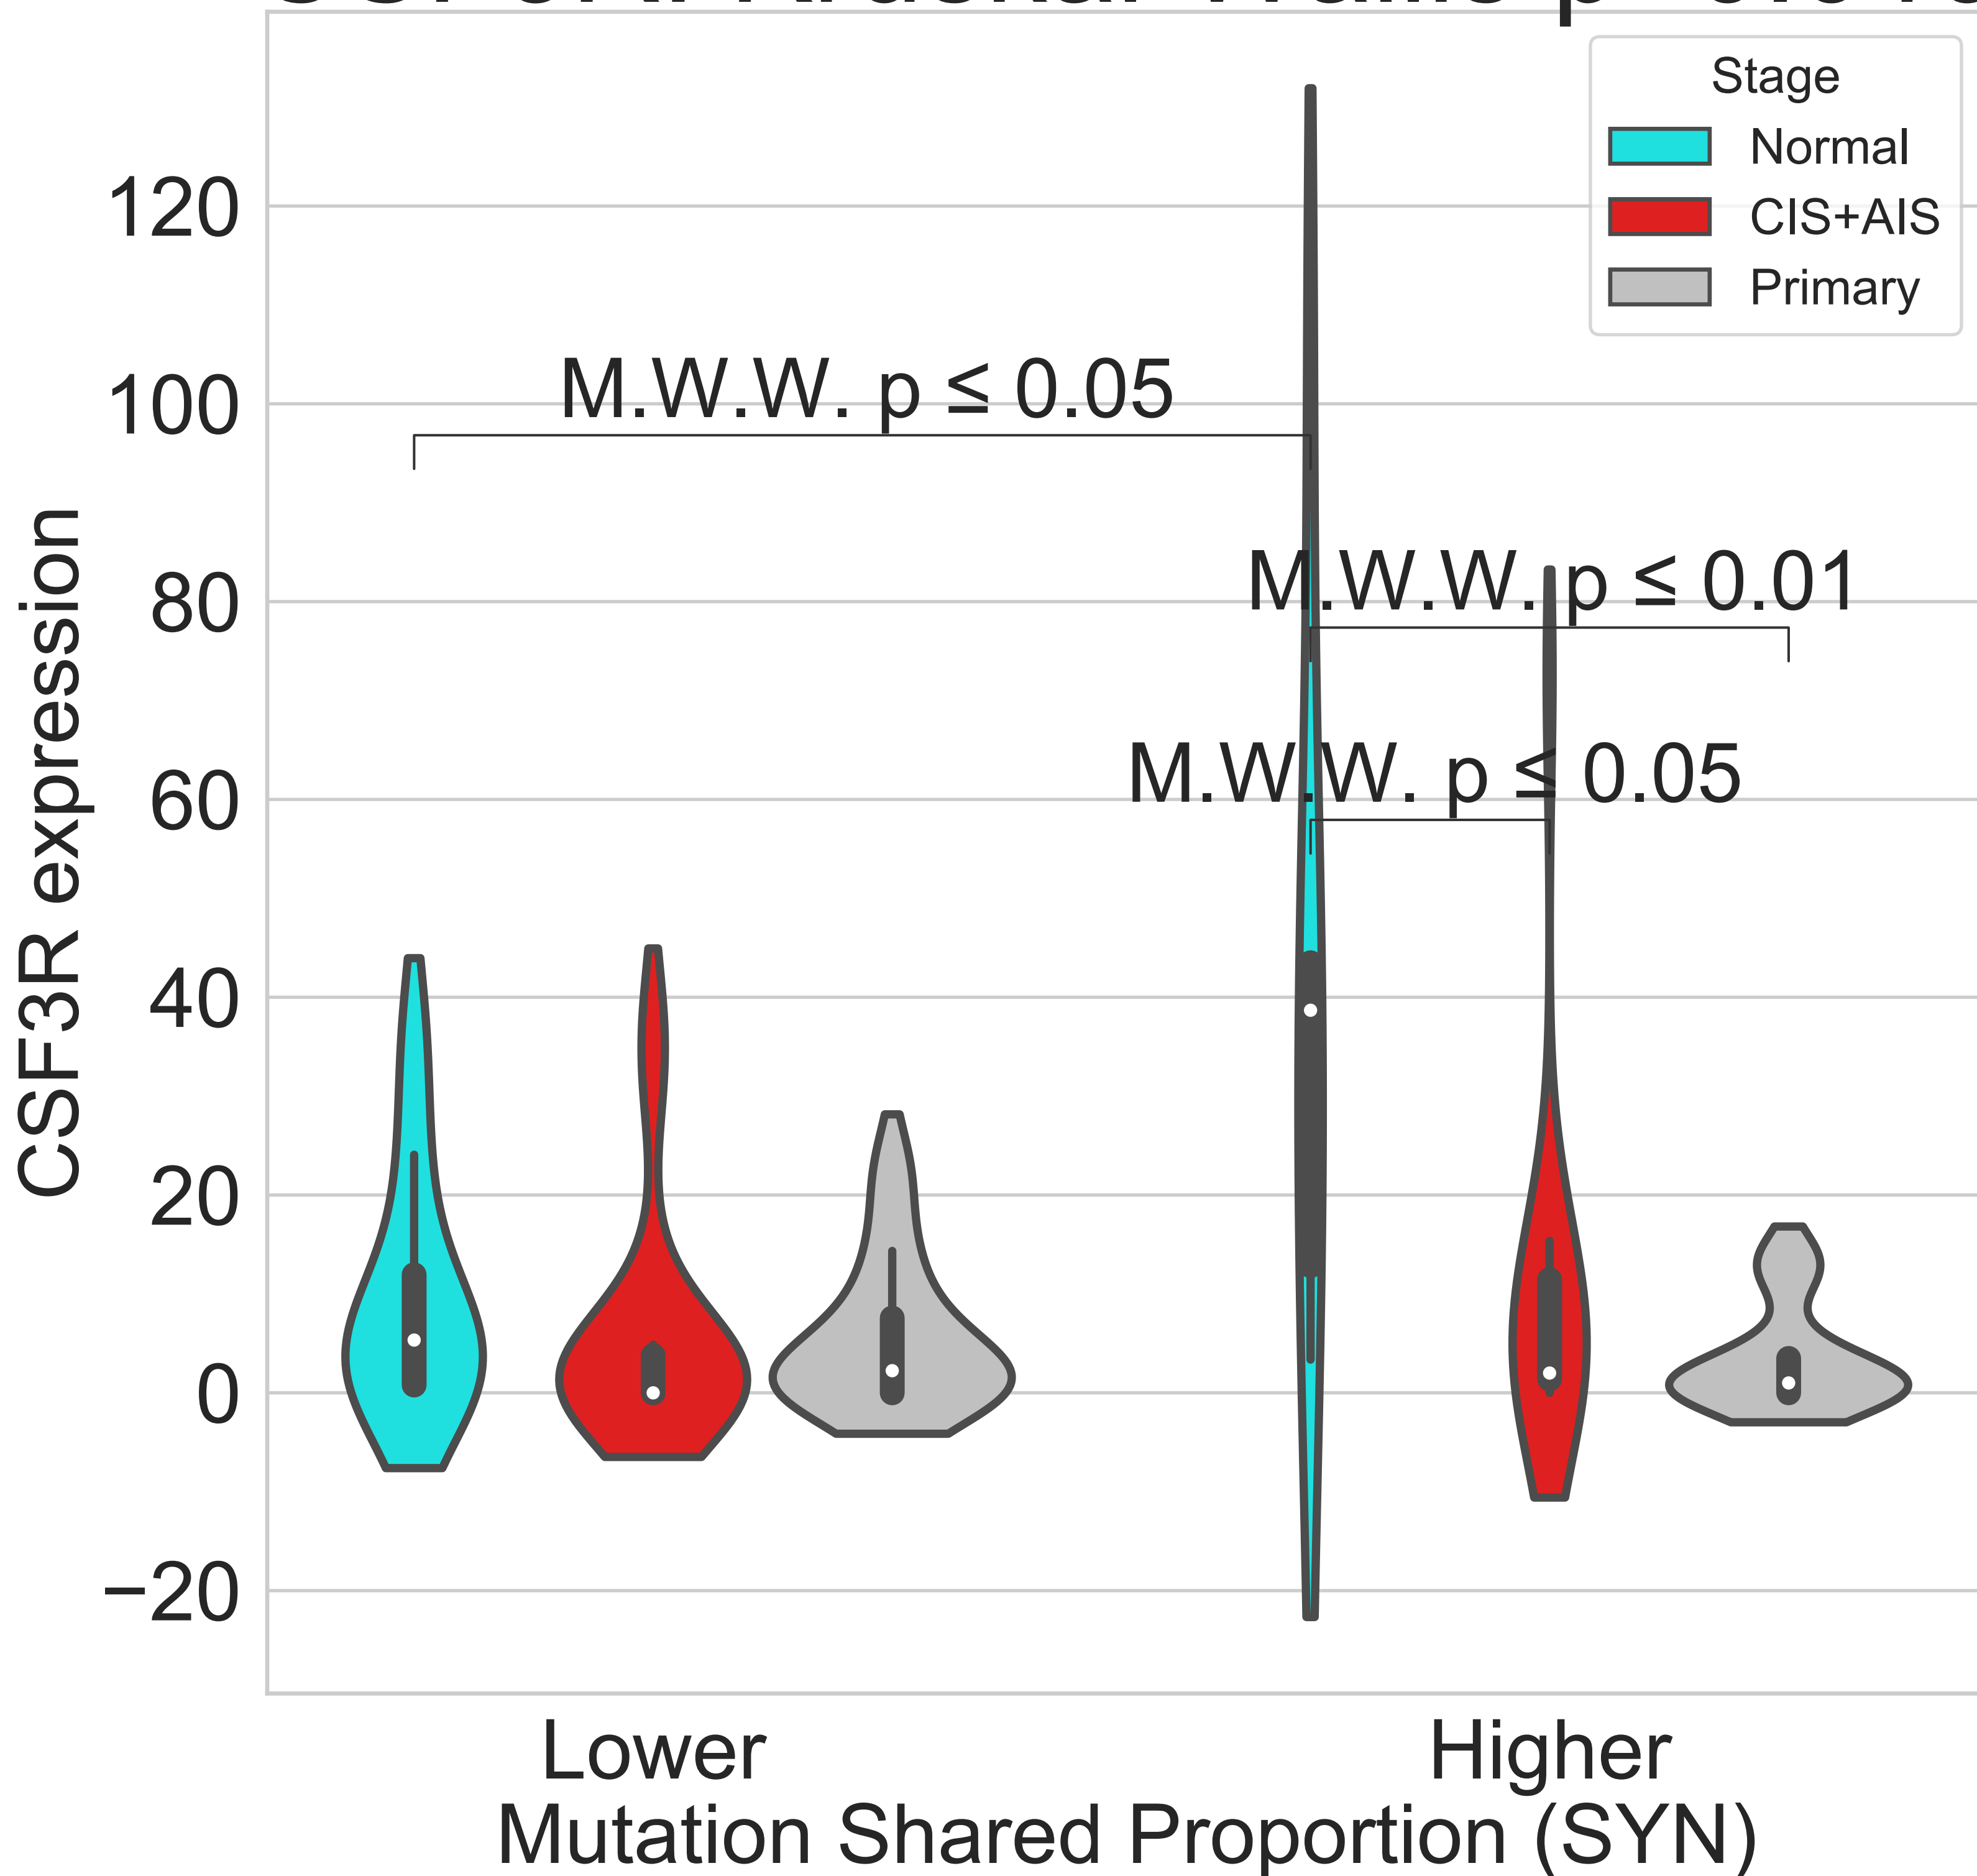 Stage
Normal
CIS+AIS
Primary
120
100
80
60
40
20
0
−20
CSF3R expression
M.W.W. p ≤ 0.05
M.W.W. p ≤ 0.01
M.W.W. p ≤ 0.05
Lower
Higher
Mutation Shared Proportion (SYN)